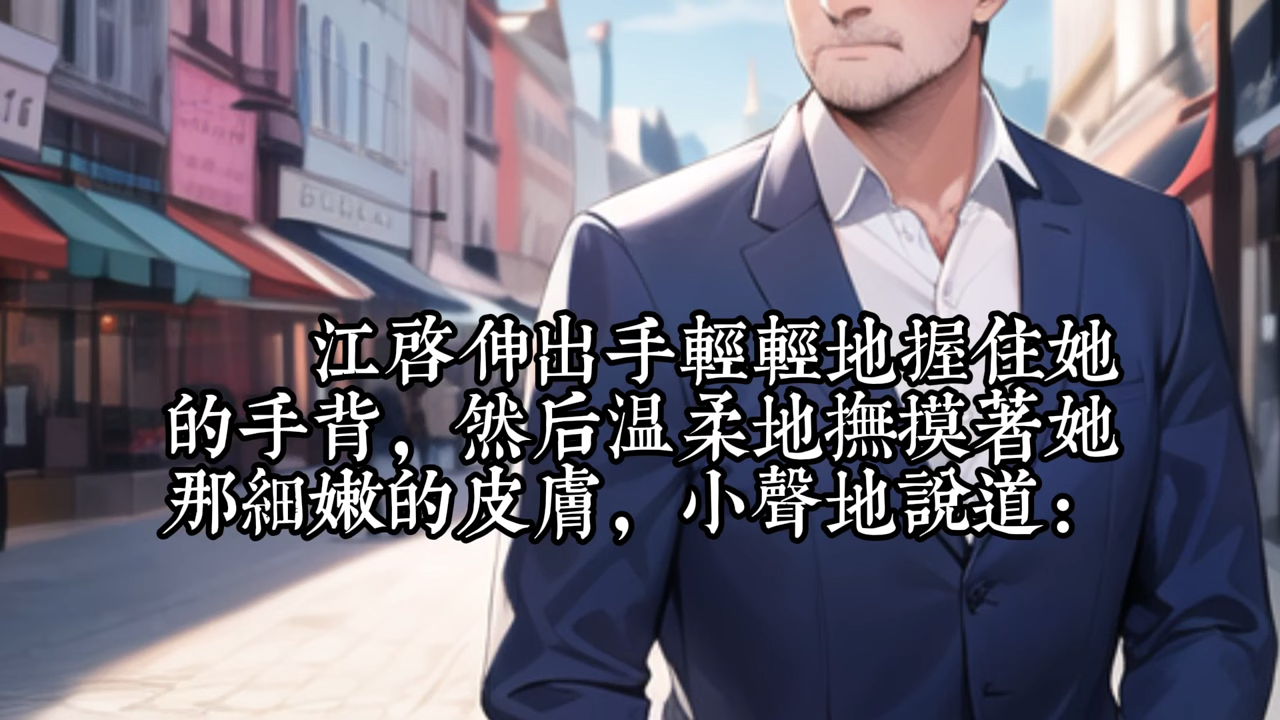 江啓伸出手輕輕地握住她
的手背，然后温柔地撫摸著她
那細嫩的皮膚，小聲地說道：